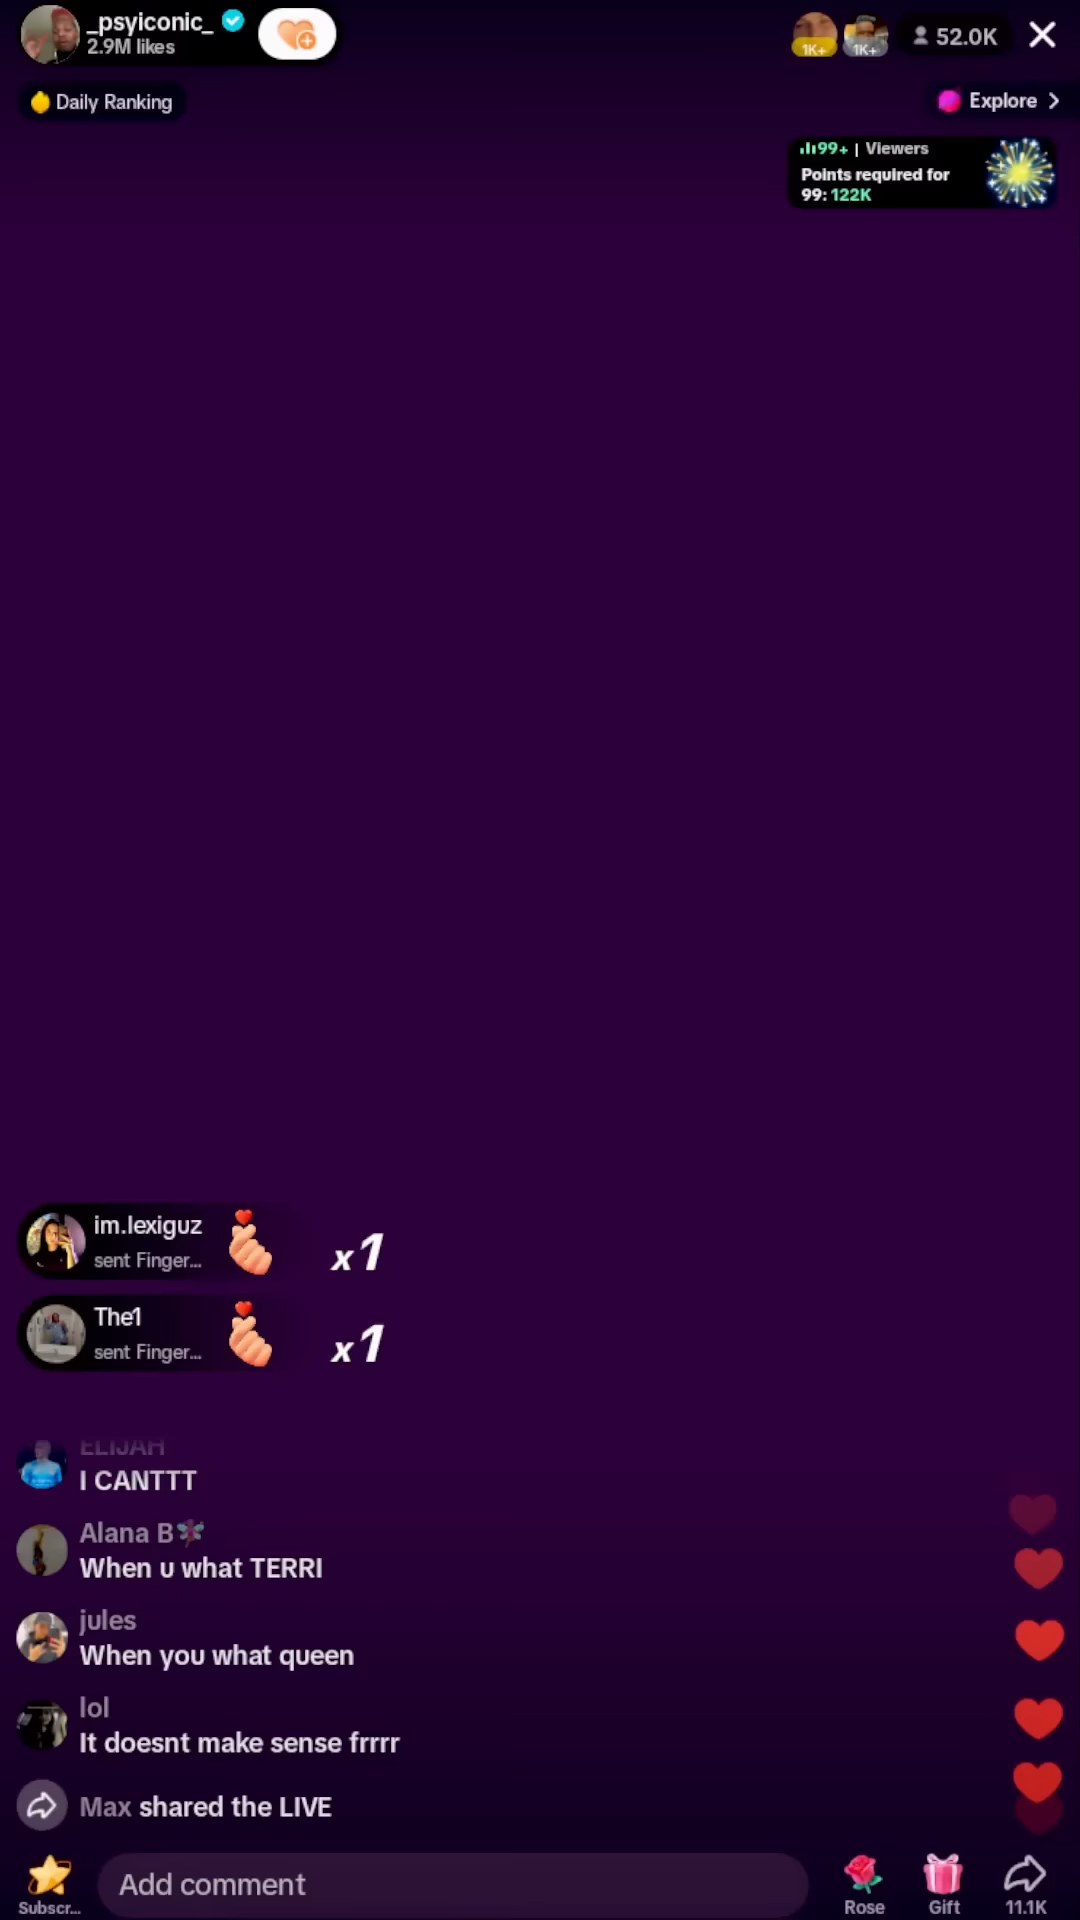 _psyiconic_
2.9M likes
1K+
1K+
52.0K
Daily Ranking
Explore
99+ | Viewers
Points required for
99: 122K
im.lexiguz
sent Finger...
x1
The1
sent Finger...
x1
ELIJAH
I CANTTT
Alana B
When u what TERRI
jules
When you what queen
lol
It doesnt make sense frrrr
Max shared the LIVE
Add comment
Subscr...
Rose
Gift
11.1K